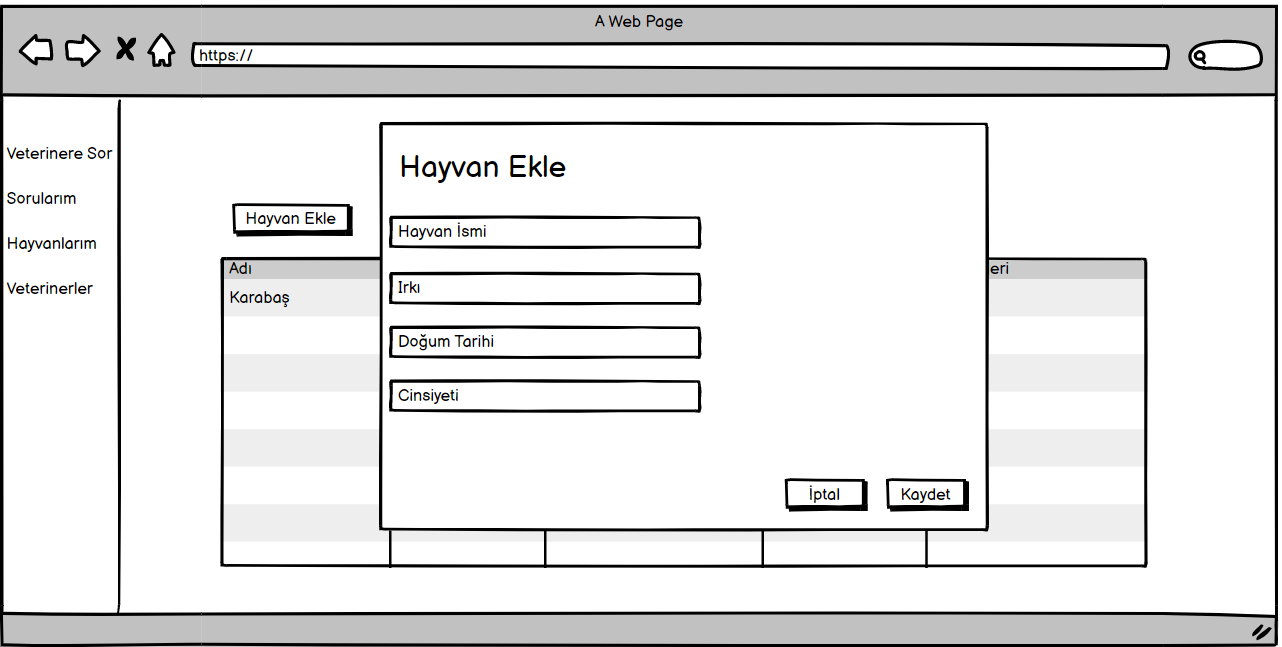 A Web Page
https://
Veterinere Sor
Sorularım
Hayvanlarım
Veterinerler
Hayvan Ekle
Adı
eri
Karabaş
Hayvan Ekle
Hayvan İsmi
Irkı
Doğum Tarihi
Cinsiyeti
İptal
Kaydet